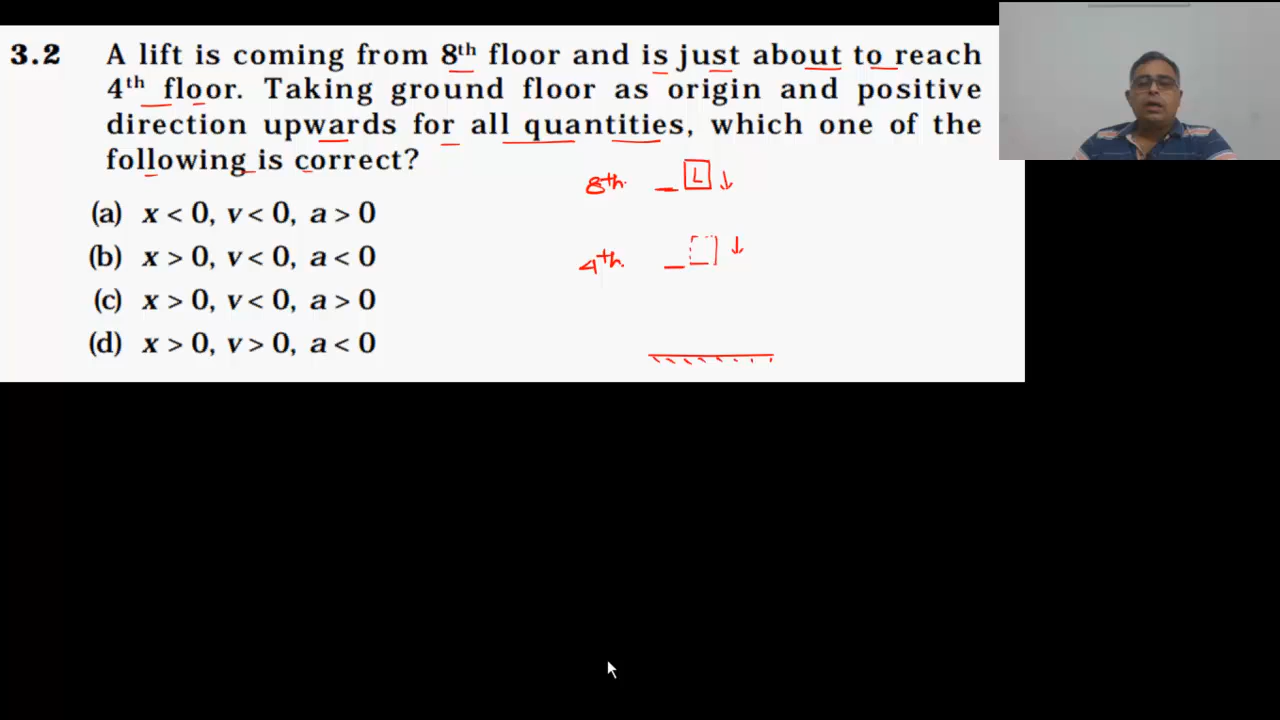 3.2 A lift is coming from 8th floor and is just about to reach
4th floor. Taking ground floor as origin and positive
direction upwards for all quantities, which one of the
following is correct?
(a) x < 0, v < 0, a > 0
(b) x > 0, v < 0, a < 0
(c) x > 0, v < 0, a > 0
(d) x > 0, v > 0, a < 0
8th. L ↓
4th. ↓